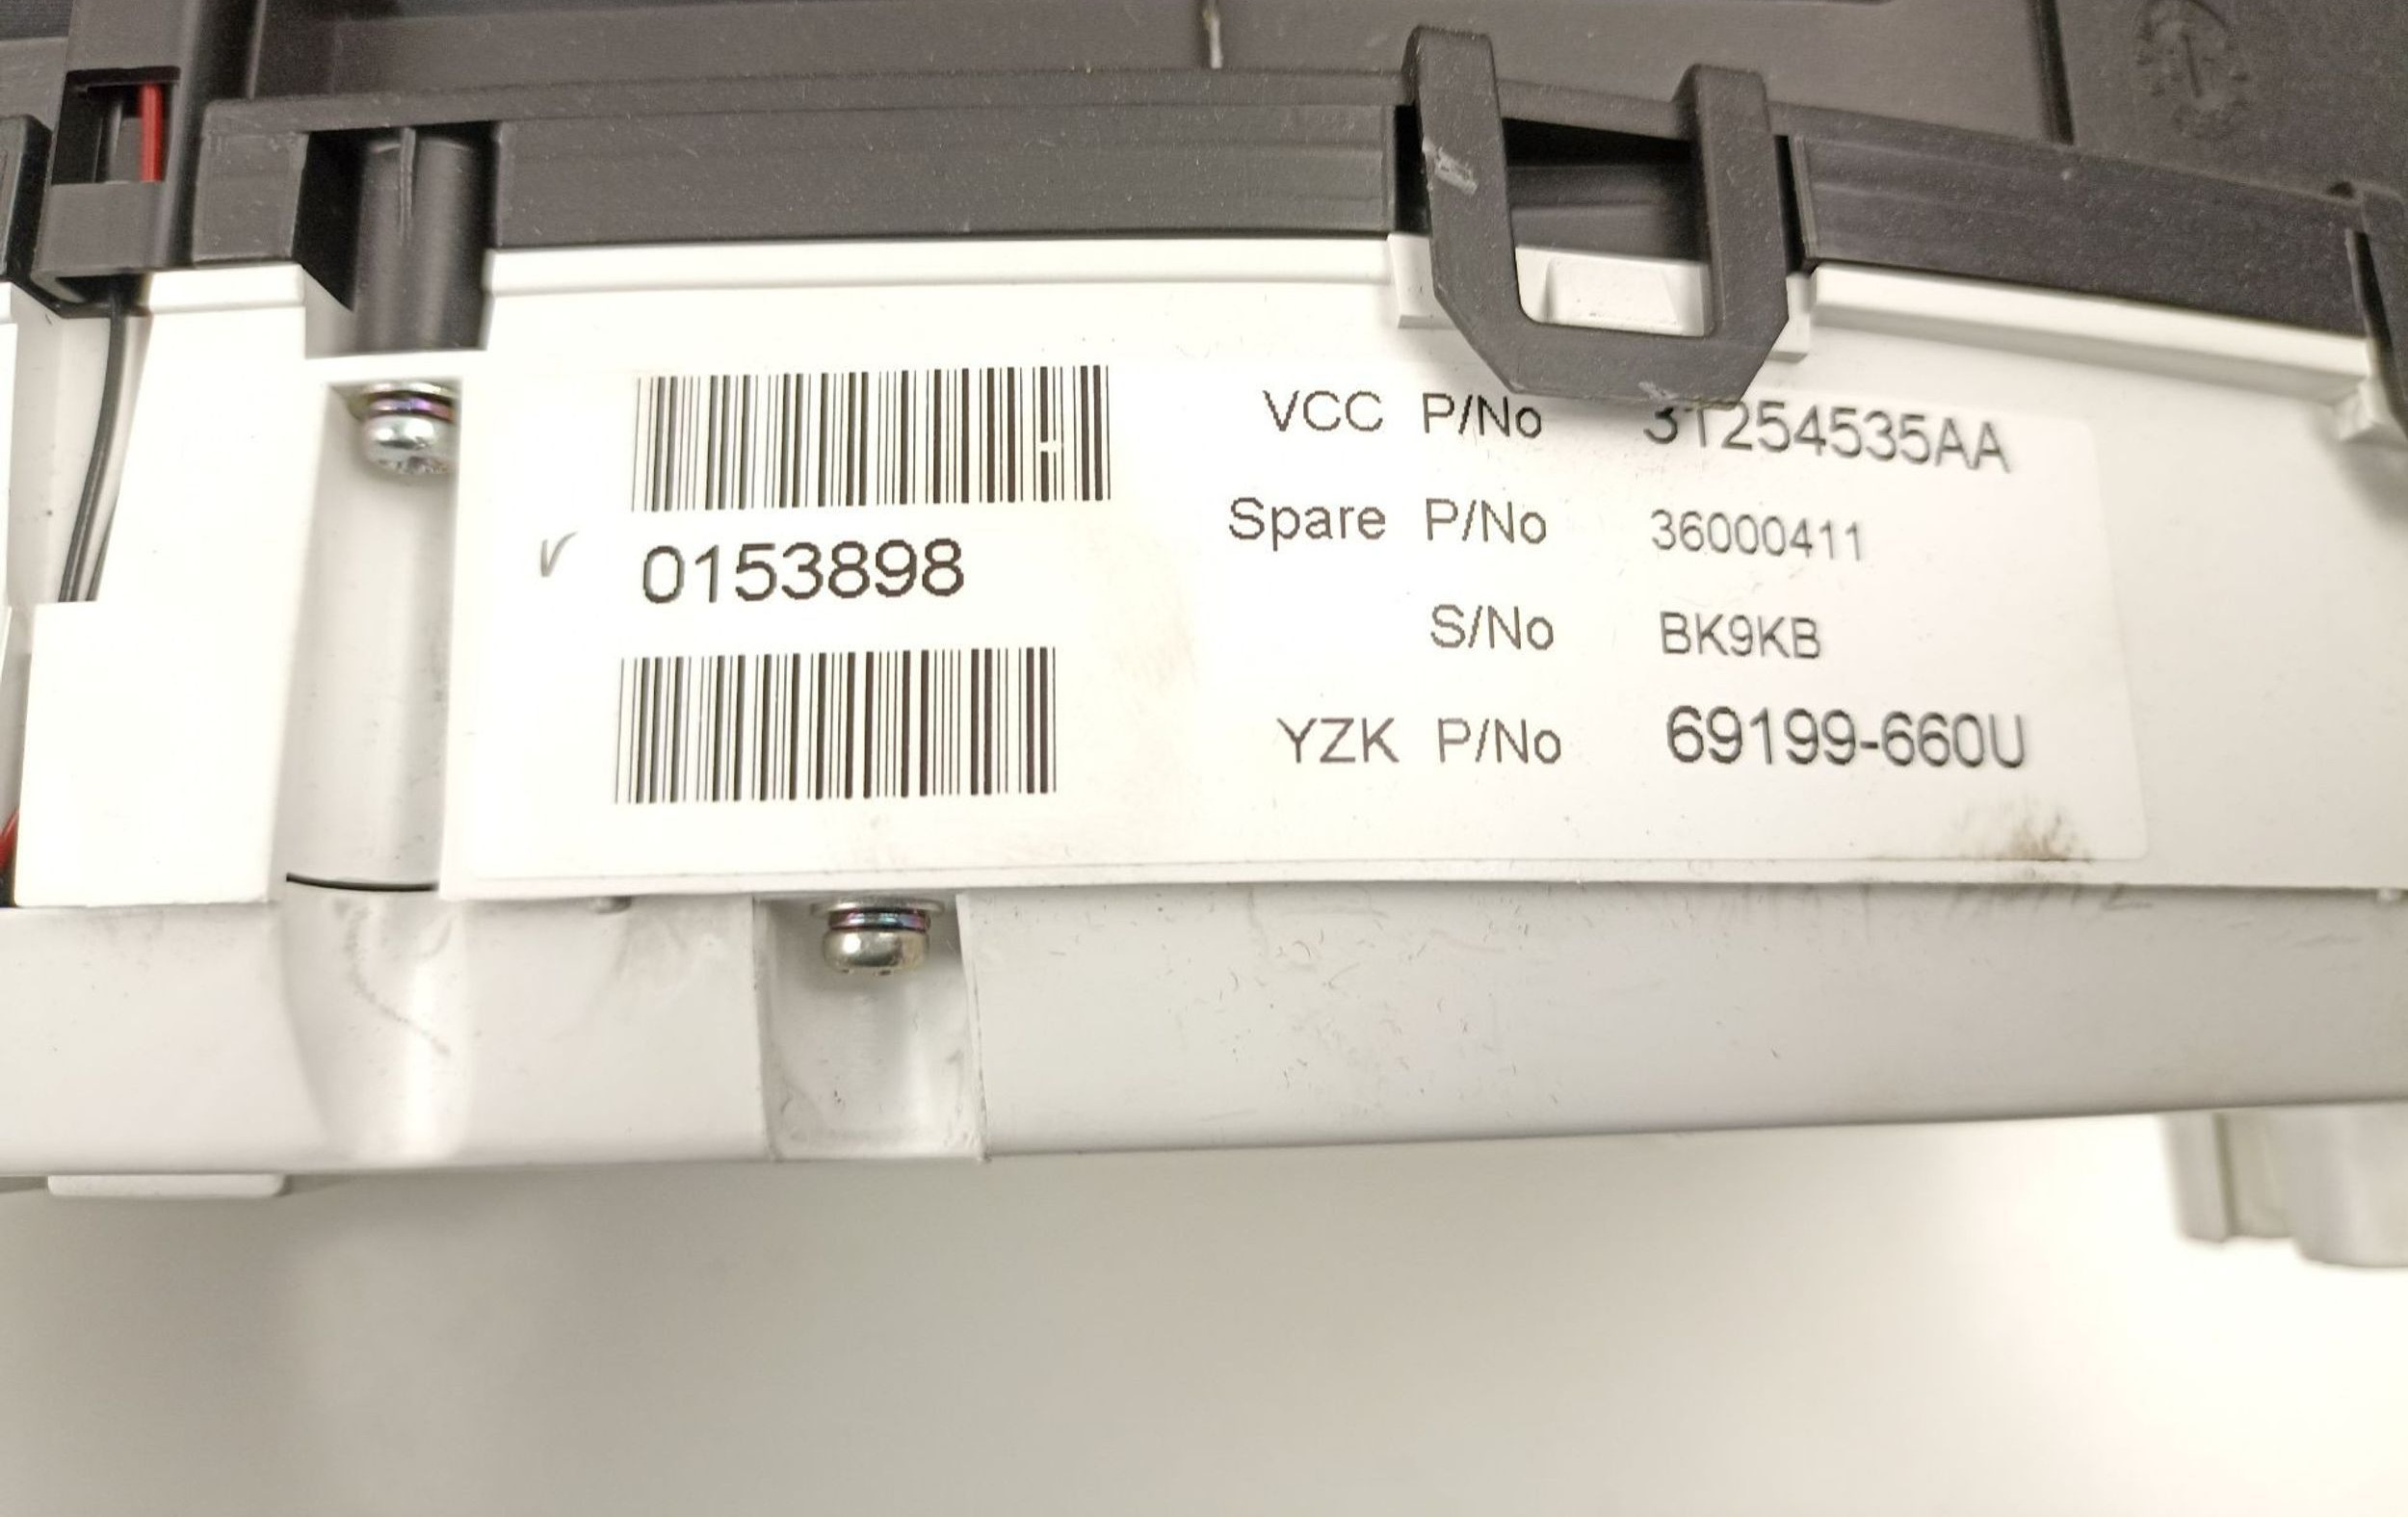 VCC P/No 31254535AA
Spare P/No 36000411
0153898
S/No BK9KB
YZK P/No 69199-660U